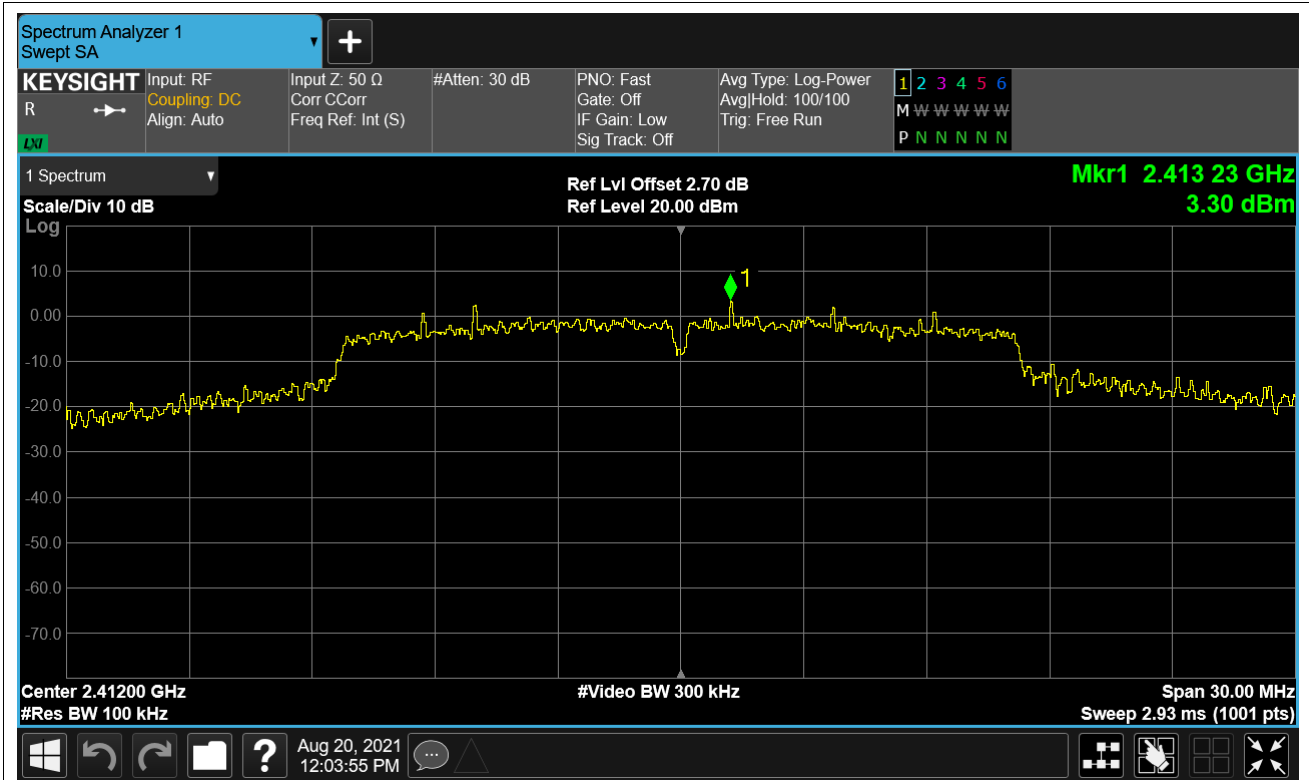 Spectrum Analyzer 1
Swept SA
KEYSIGHT
R
LXI
Input: RF
Coupling: DC
Align: Auto
Input Z: 50 Ω
Corr CCorr
Freq Ref: Int (S)
#Atten: 30 dB
PNO: Fast
Gate: Off
IF Gain: Low
Sig Track: Off
Avg Type: Log-Power
Avg|Hold: 100/100
Trig: Free Run
1 2 3 4 5 6
M W W W W W
P N N N N N
1 Spectrum
Scale/Div 10 dB
Log
Ref Lvl Offset 2.70 dB
Ref Level 20.00 dBm
Mkr1 2.413 23 GHz
3.30 dBm
1
10.0
0.00
-10.0
-20.0
-30.0
-40.0
-50.0
-60.0
-70.0
Center 2.41200 GHz
#Res BW 100 kHz
#Video BW 300 kHz
Span 30.00 MHz
Sweep 2.93 ms (1001 pts)
?
Aug 20, 2021
12:03:55 PM